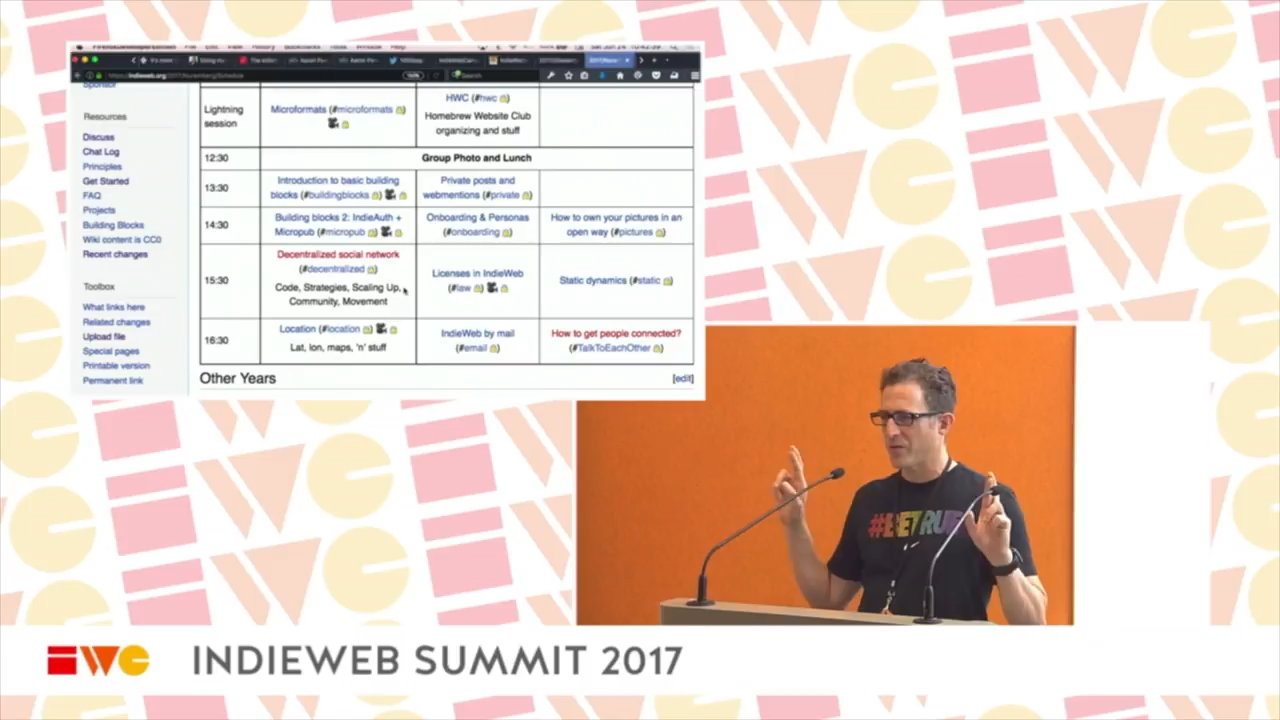 Search
Sponsor
Resources
Discuss
Chat Log
Principles
Get Started
FAQ
Projects
Building Blocks
Wiki content is CC0
Recent changes
Toolbox
What links here
Related changes
Upload file
Special pages
Printable version
Permanent link
Lightning
session
Microformats (#microformats
HWC (#hwc )
Homebrew Website Club
organizing and stuff
12:30
Group Photo and Lunch
13:30
Introduction to basic building
blocks (#buildingblocks )
Private posts and
webmentions (#private )
14:30
Building blocks 2: IndieAuth +
Micropub (#micropub )
Onboarding & Personas
(#onboarding )
How to own your pictures in an
open way (#pictures )
15:30
Decentralized social network
(#decentralized )
Code, Strategies, Scaling Up,
Community, Movement
Licenses in IndieWeb
(#law )
Static dynamics (#static )
16:30
Location (#location )
Lat, lon, maps, 'n' stuff
IndieWeb by mail
(#email )
How to get people connected?
(#TalkToEachOther )
Other Years
[edit]
#BETRUE
IWC
INDIEWEB SUMMIT 2017